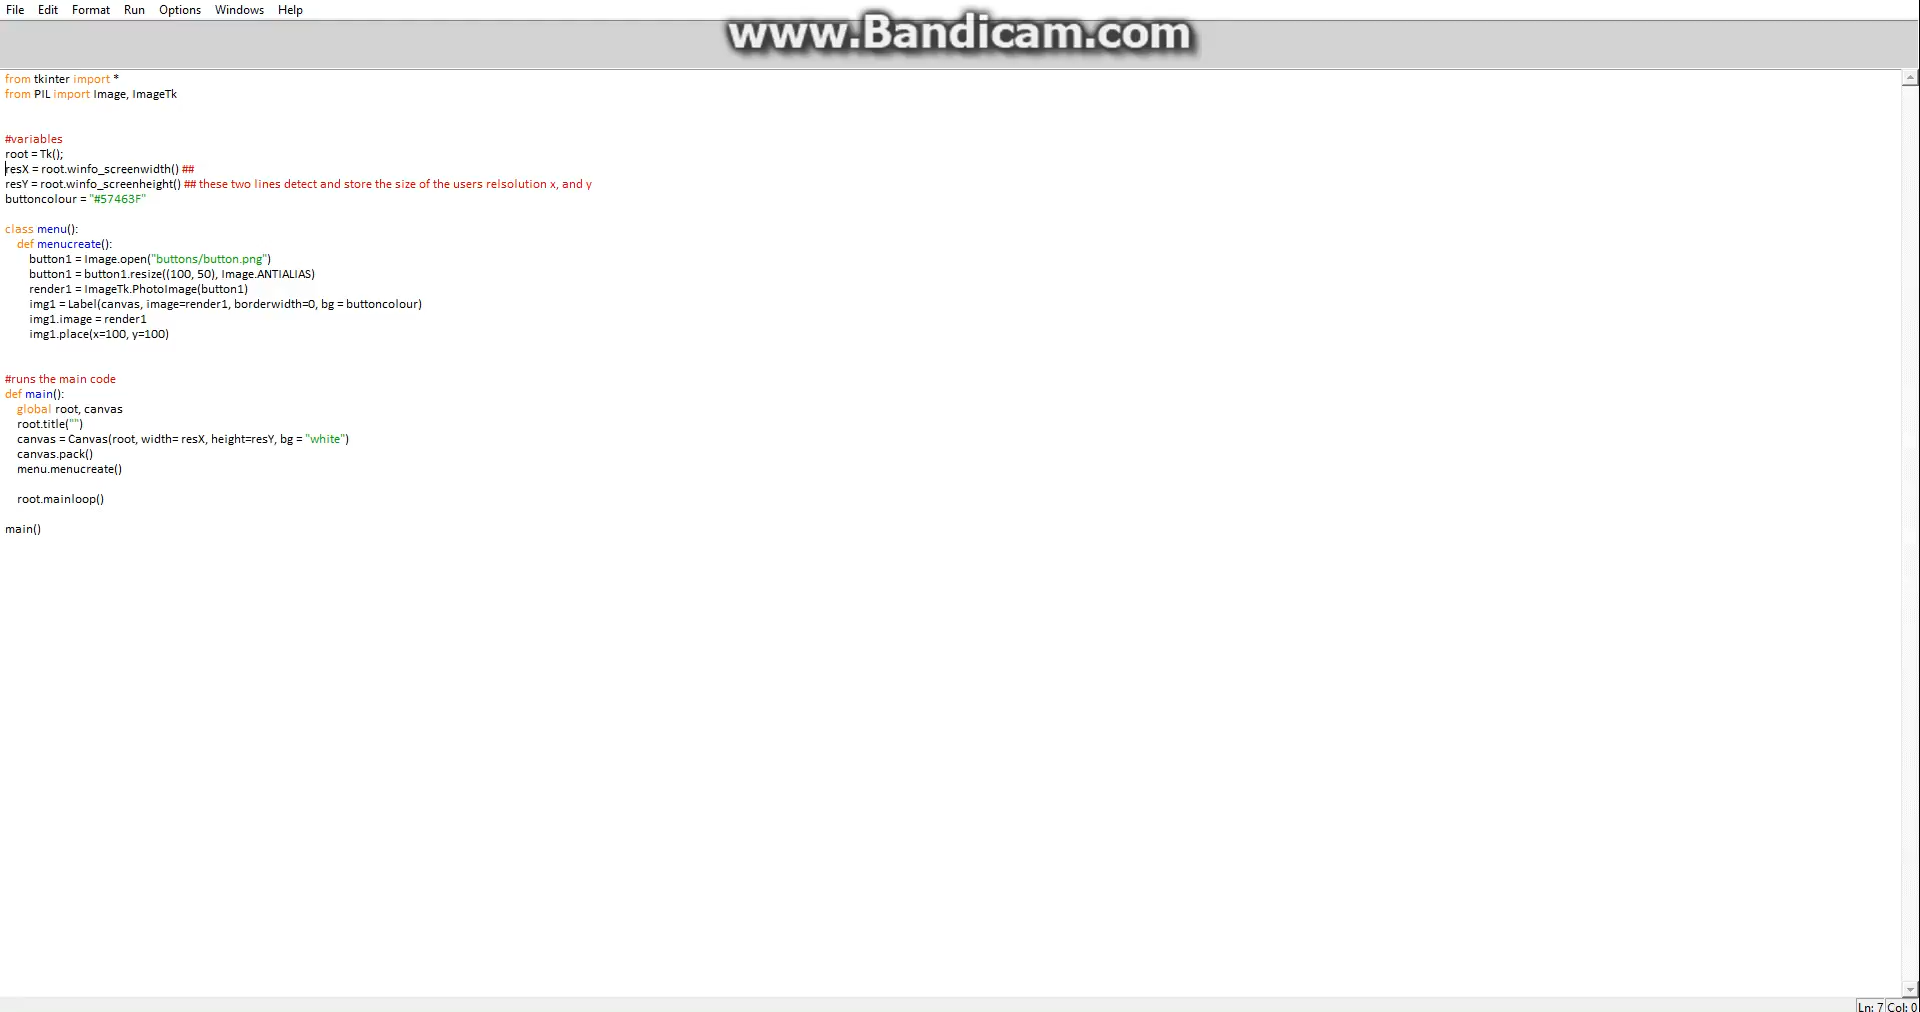 File Edit Format Run Options Windows Help
www.Bandicam.com
from tkinter import *
from PIL import Image, ImageTk
#variables
root = Tk();
resX = root.winfo_screenwidth() ##
resY = root.winfo_screenheight() ## these two lines detect and store the size of the users relsolution x, and y
buttoncolour = "#57463F"
class menu():
def menucreate():
button1 = Image.open("buttons/button.png")
button1 = button1.resize((100, 50), Image.ANTIALIAS)
render1 = ImageTk.PhotoImage(button1)
img1 = Label(canvas, image=render1, borderwidth=0, bg = buttoncolour)
img1.image = render1
img1.place(x=100, y=100)
#runs the main code
def main():
global root, canvas
root.title("")
canvas = Canvas(root, width= resX, height=resY, bg = "white")
canvas.pack()
menu.menucreate()
root.mainloop()
main()
Ln: 7 Col: 0